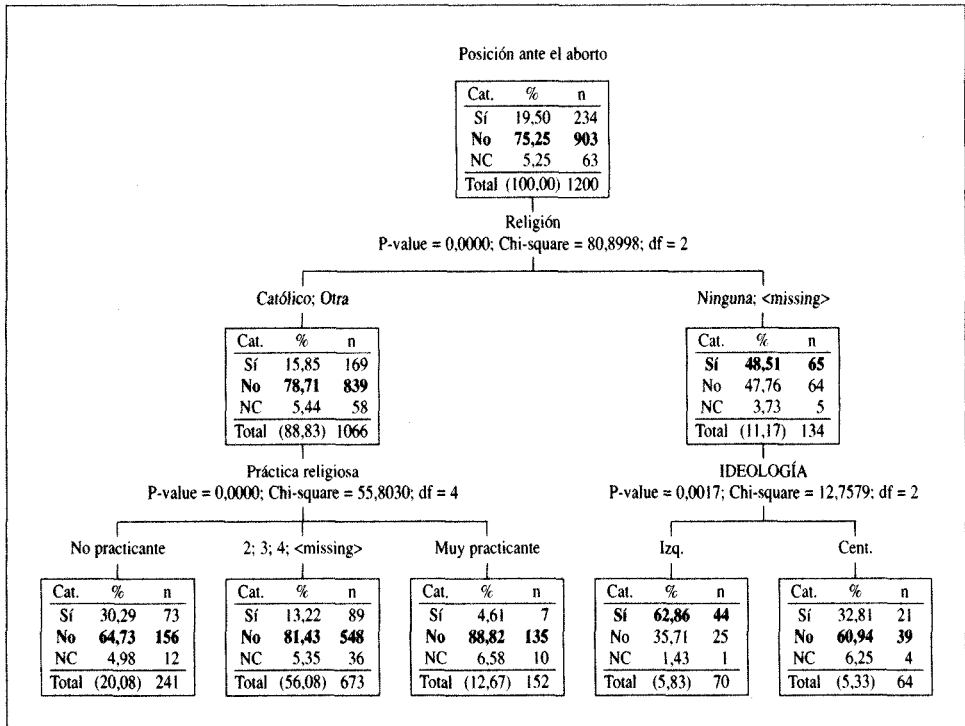 Posición ante el aborto
Cat. % n
Sí 19,50 234
No 75,25 903
NC 5,25 63
Total (100,00) 1200
Religión
P-value = 0,0000; Chi-square = 80,8998; df = 2
Católico; Otra
Cat. % n
Sí 15,85 169
No 78,71 839
NC 5,44 58
Total (88,83) 1066
Ninguna; <missing>
Cat. % n
Sí 48,51 65
No 47,76 64
NC 3,73 5
Total (11,17) 134
Práctica religiosa
P-value = 0,0000; Chi-square = 55,8030; df = 4
IDEOLOGÍA
P-value = 0,0017; Chi-square = 12,7579; df = 2
No practicante
Cat. % n
Sí 30,29 73
No 64,73 156
NC 4,98 12
Total (20,08) 241
2; 3; 4; <missing>
Cat. % n
Sí 13,22 89
No 81,43 548
NC 5,35 36
Total (56,08) 673
Muy practicante
Cat. % n
Sí 4,61 7
No 88,82 135
NC 6,58 10
Total (12,67) 152
Izq.
Cat. % n
Sí 62,86 44
No 35,71 25
NC 1,43 1
Total (5,83) 70
Cent.
Cat. % n
Sí 32,81 21
No 60,94 39
NC 6,25 4
Total (5,33) 64